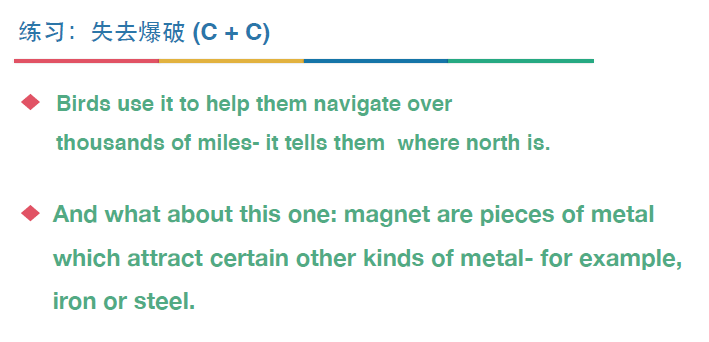 练习：失去爆破 (C + C)
Birds use it to help them navigate over
thousands of miles- it tells them  where north is.
And what about this one: magnet are pieces of metal
which attract certain other kinds of metal- for example,
iron or steel.